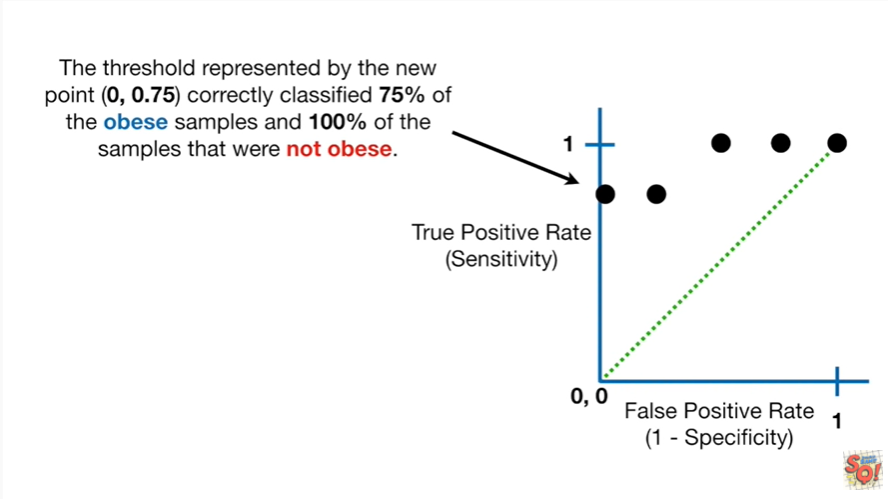 The threshold represented by the new
point (0, 0.75) correctly classified 75% of
the obese samples and 100% of the
samples that were not obese.
1
True Positive Rate
(Sensitivity)
0, 0
False Positive Rate
(1 - Specificity)
1
SQ!